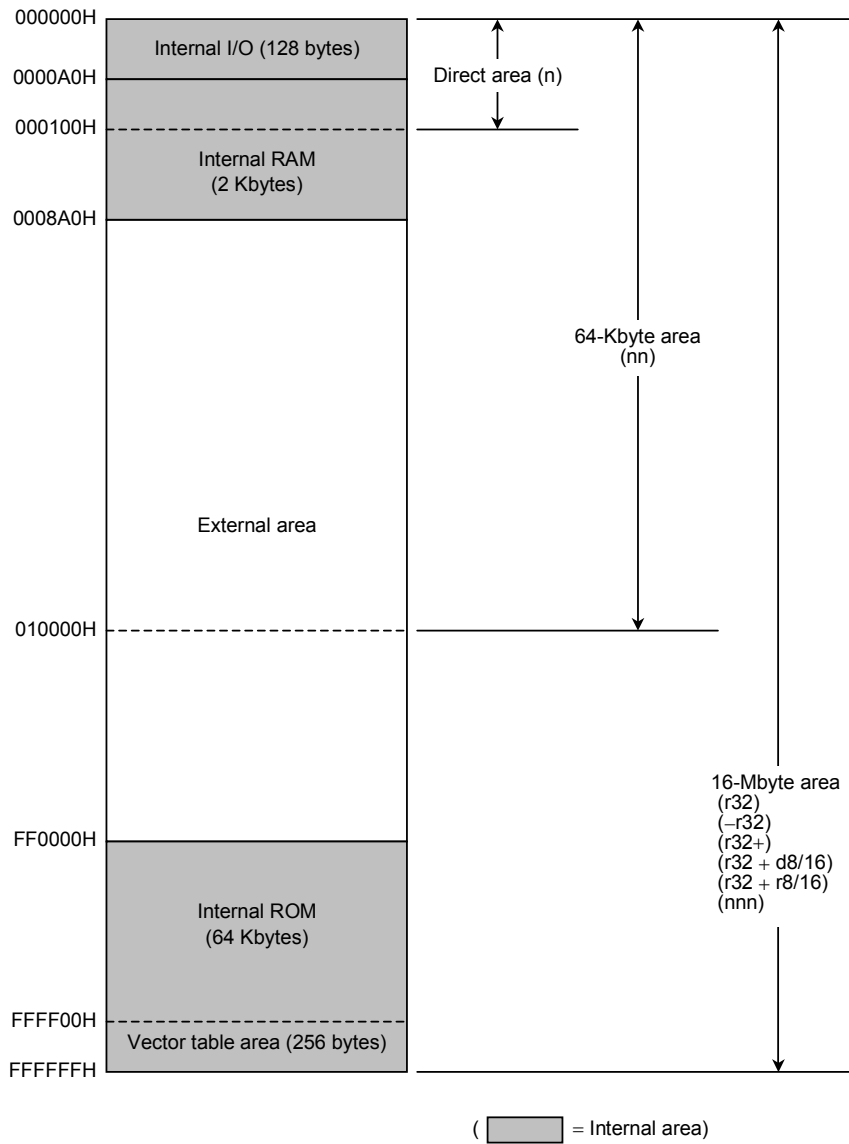 000000H
Internal I/O (128 bytes)
0000A0H
Direct area (n)
000100H
Internal RAM
(2 Kbytes)
0008A0H
64-Kbyte area
(nn)
External area
010000H
16-Mbyte area
(r32)
(−r32)
(r32+)
(r32 + d8/16)
(r32 + r8/16)
(nnn)
FF0000H
Internal ROM
(64 Kbytes)
FFFF00H
Vector table area (256 bytes)
FFFFFFH
( = Internal area)